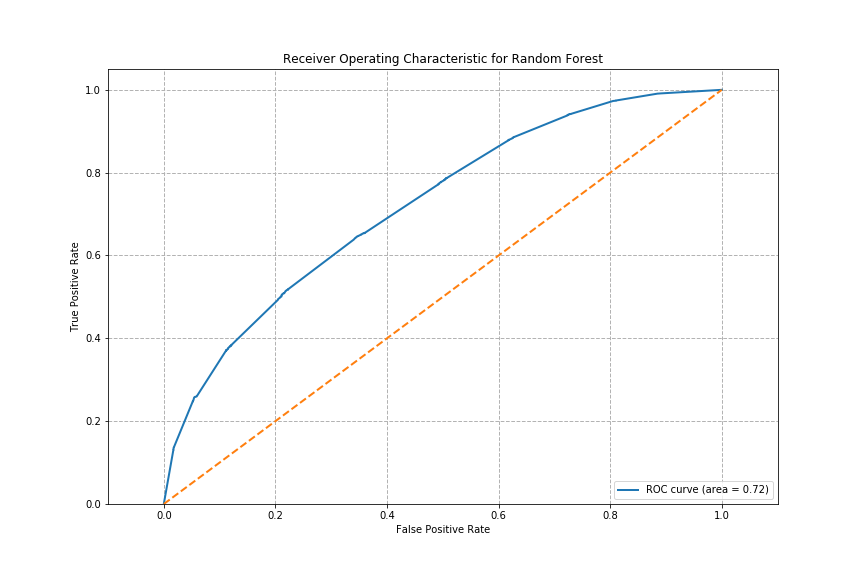 Receiver Operating Characteristic for Random Forest
1.0
0.8
0.6
0.4
0.2
0.0
True Positive Rate
0.0 0.2 0.4 0.6 0.8 1.0
False Positive Rate
ROC curve (area = 0.72)